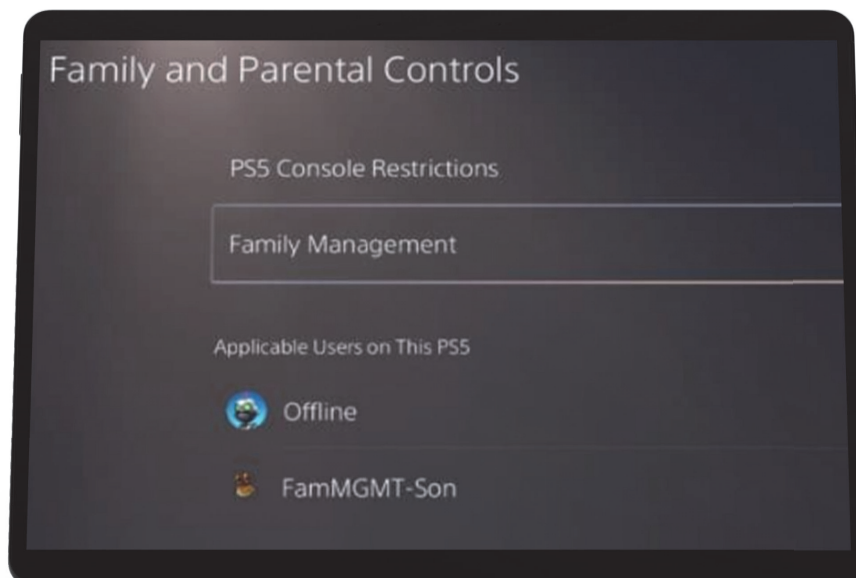 Family and Parental Controls
PS5 Console Restrictions
Family Management
Applicable Users on This PS5
Offline
FamMGMT-Son